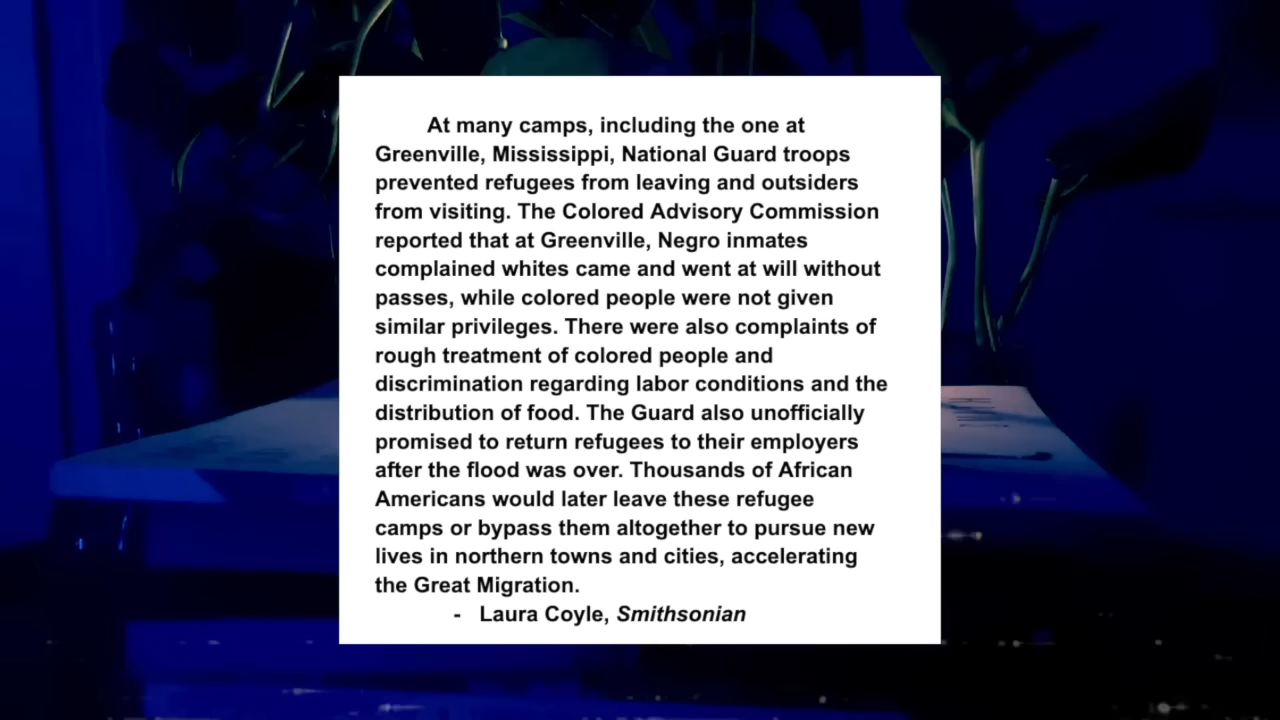 At many camps, including the one at
Greenville, Mississippi, National Guard troops
prevented refugees from leaving and outsiders
from visiting. The Colored Advisory Commission
reported that at Greenville, Negro inmates
complained whites came and went at will without
passes, while colored people were not given
similar privileges. There were also complaints of
rough treatment of colored people and
discrimination regarding labor conditions and the
distribution of food. The Guard also unofficially
promised to return refugees to their employers
after the flood was over. Thousands of African
Americans would later leave these refugee
camps or bypass them altogether to pursue new
lives in northern towns and cities, accelerating
the Great Migration.
- Laura Coyle, Smithsonian